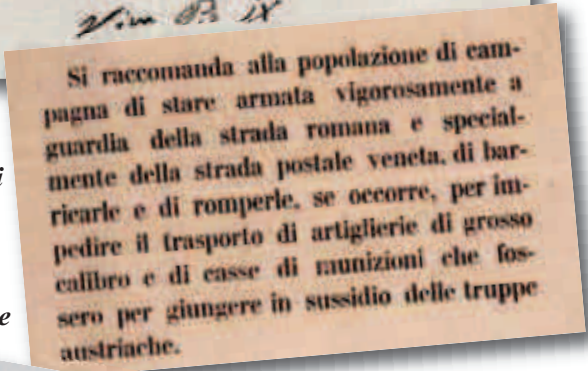 Viva P. IX
Si raccomanda alla popolazione di cam-
pagna di stare armata vigorosamente a
guardia della strada romana e special-
mente della strada postale veneta, di bar-
ricarle e di romperle, se occorre, per im-
pedire il trasporto di artiglierie di grosso
calibro e di casse di munizioni che fos-
sero per giungere in sussidio delle truppe
austriache.
i
e